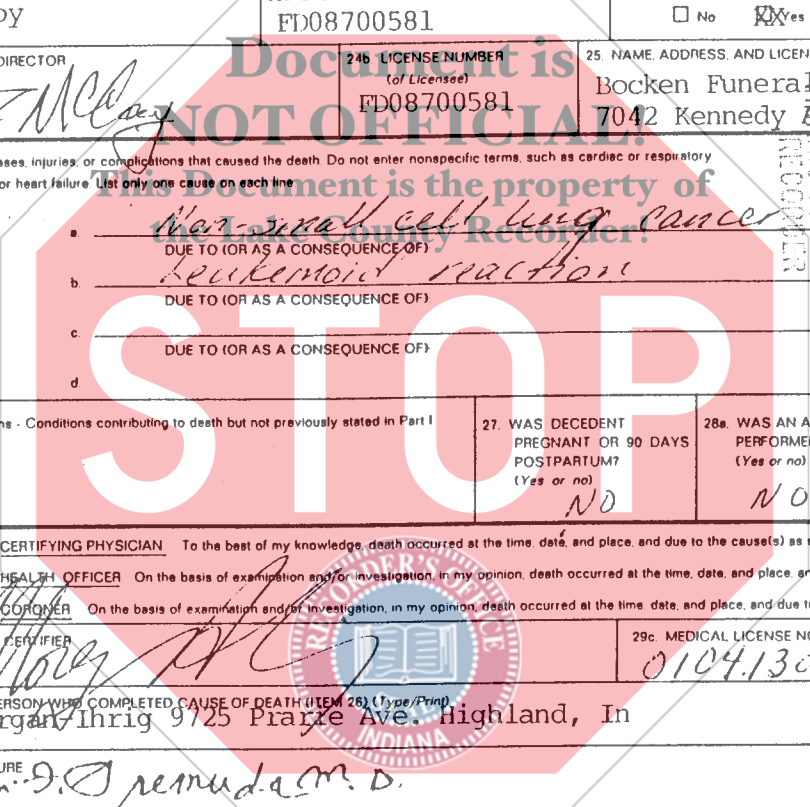 FD08700581
No XX Yes
DIRECTOR
24b LICENSE NUMBER
(of Licensee)
FD08700581
25. NAME, ADDRESS, AND LICEN
Bocken Funeral
7042 Kennedy
McCay
Document is
NOT OFFICIAL!
This Document is the property of
the Lake County Recorder!
RECORDER
ases, injuries, or complications that caused the death. Do not enter nonspecific terms, such as cardiac or respiratory
or heart failure. List only one cause on each line
a. Non-small cell lung cancer
DUE TO (OR AS A CONSEQUENCE OF)
b. Leukemoid reaction
DUE TO (OR AS A CONSEQUENCE OF)
c.
DUE TO (OR AS A CONSEQUENCE OF)
d.
STOP
ns - Conditions contributing to death but not previously stated in Part I
27. WAS DECEDENT
PREGNANT OR 90 DAYS
POSTPARTUM?
(Yes or no)
NO
28a. WAS AN A
PERFORME
(Yes or no)
NO
CERTIFYING PHYSICIAN To the best of my knowledge, death occurred at the time, date, and place, and due to the cause(s) as
HEALTH OFFICER On the basis of examination and/or investigation, in my opinion, death occurred at the time, date, and place, an
CORONER On the basis of examination and/or investigation, in my opinion, death occurred at the time, date, and place, and due t
CERTIFIER
29c. MEDICAL LICENSE NO
RECORDER'S OFFICE
INDIANA
ERSON WHO COMPLETED CAUSE OF DEATH (ITEM 26) (Type/Print)
rgan-Ihrig 9725 Prarie Ave. Highland, In
URE
M. D.